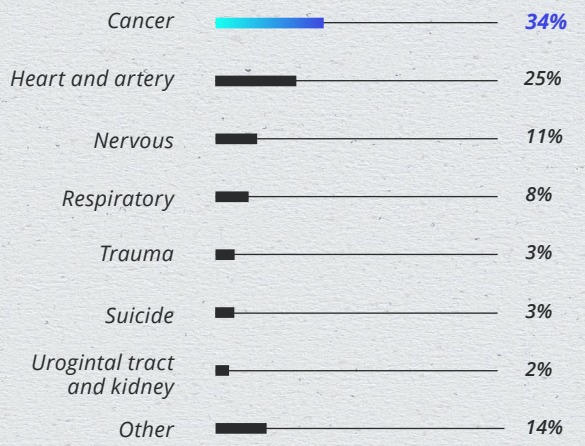 Cancer 34%
Heart and artery 25%
Nervous 11%
Respiratory 8%
Trauma 3%
Suicide 3%
Urogintal tract
and kidney 2%
Other 14%